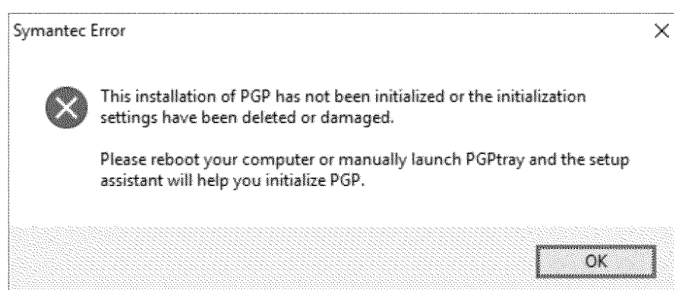 Symantec Error
This installation of PGP has not been initialized or the initialization
settings have been deleted or damaged.
Please reboot your computer or manually launch PGPtray and the setup
assistant will help you initialize PGP.
OK